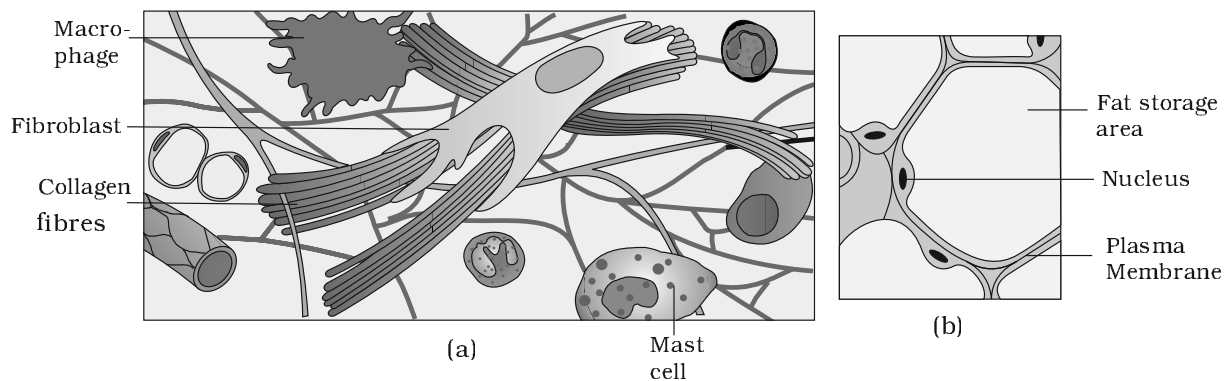 Macro-
phage
Fibroblast
Collagen
fibres
Mast
cell
(a)
Fat storage
area
Nucleus
Plasma
Membrane
(b)